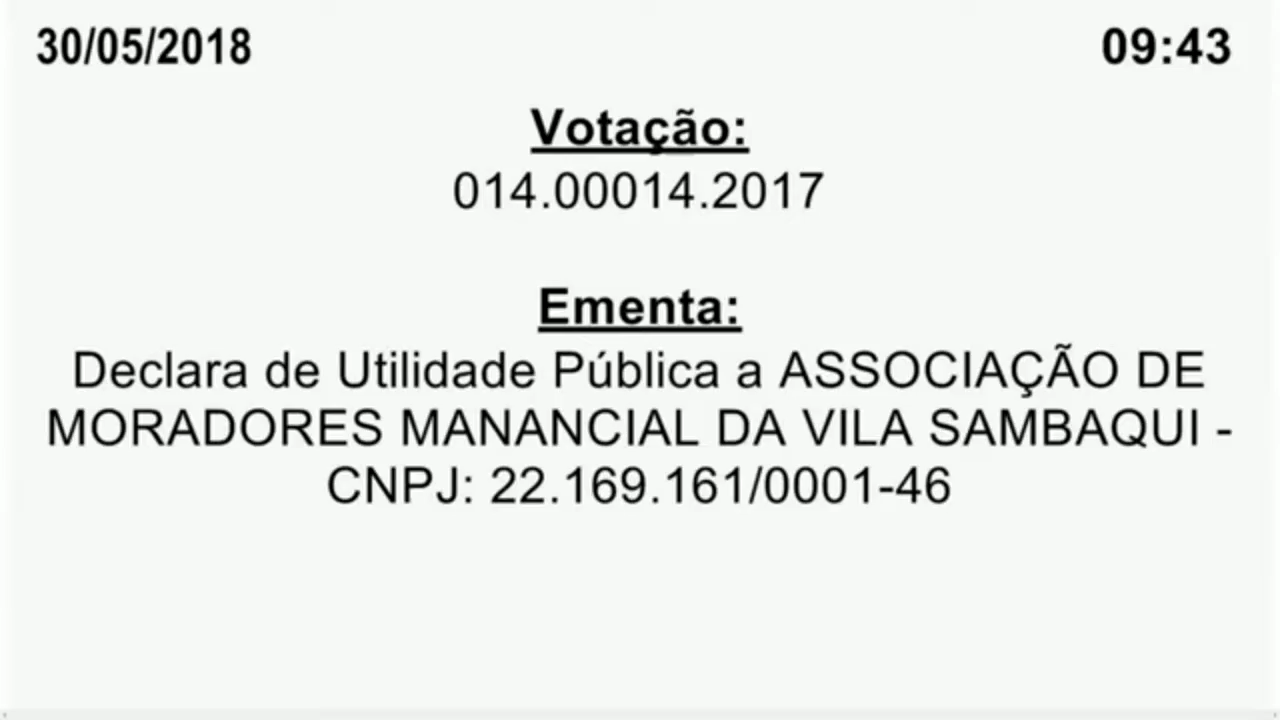 30/05/2018 09:43
Votação:
014.00014.2017
Ementa:
Declara de Utilidade Pública a ASSOCIAÇÃO DE
MORADORES MANANCIAL DA VILA SAMBAQUI -
CNPJ: 22.169.161/0001-46